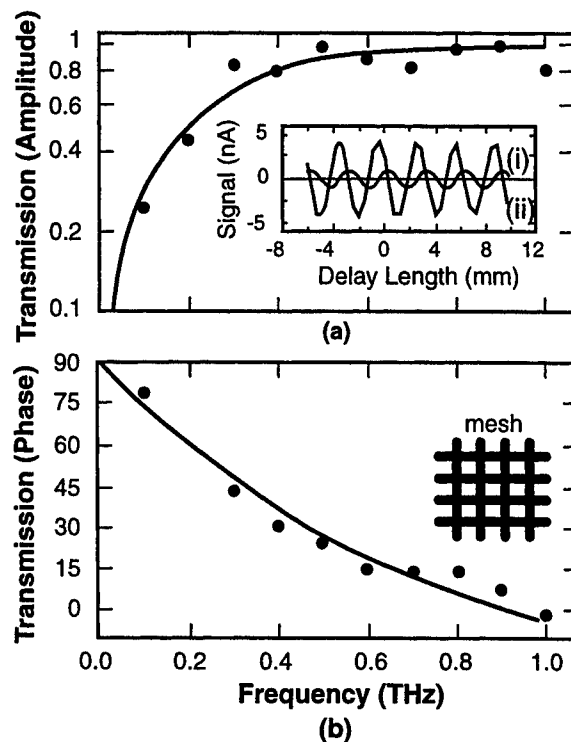 Transmission (Amplitude)
1
0.8
0.6
0.4
0.2
0.1
Signal (nA)
5
0
-5
(i)
(ii)
-8 -4 0 4 8 12
Delay Length (mm)
(a)
Transmission (Phase)
90
75
60
45
30
15
0
mesh
0.0 0.2 0.4 0.6 0.8 1.0
Frequency (THz)
(b)